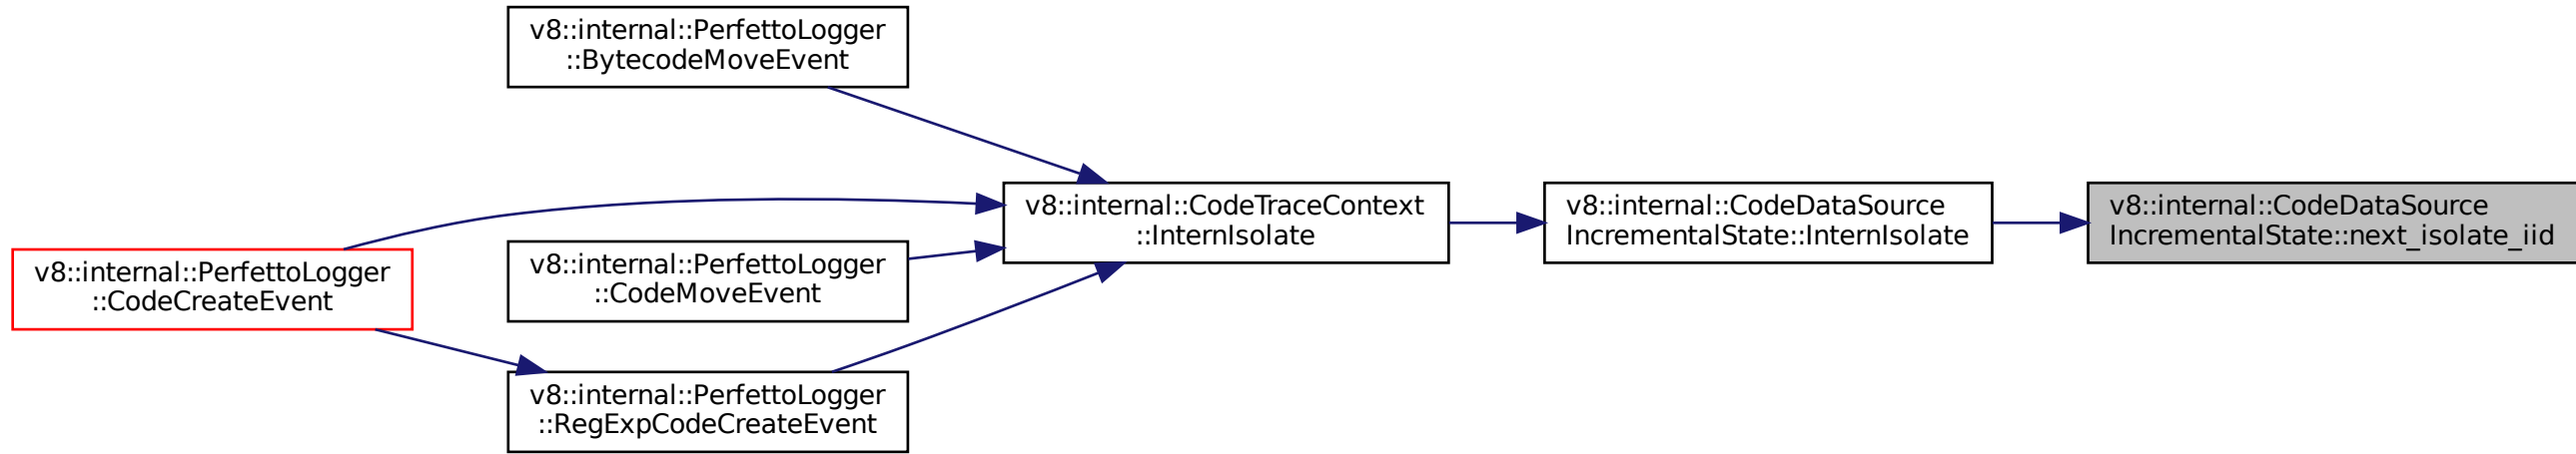 v8::internal::PerfettoLogger
::BytecodeMoveEvent
v8::internal::PerfettoLogger
::CodeCreateEvent
v8::internal::PerfettoLogger
::CodeMoveEvent
v8::internal::PerfettoLogger
::RegExpCodeCreateEvent
v8::internal::CodeTraceContext
::InternIsolate
v8::internal::CodeDataSource
IncrementalState::InternIsolate
v8::internal::CodeDataSource
IncrementalState::next_isolate_iid